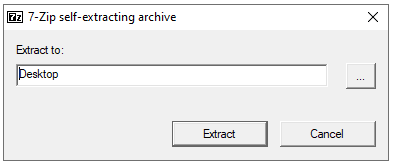 7z 7-Zip self-extracting archive
Extract to:
Desktop
...
Extract Cancel